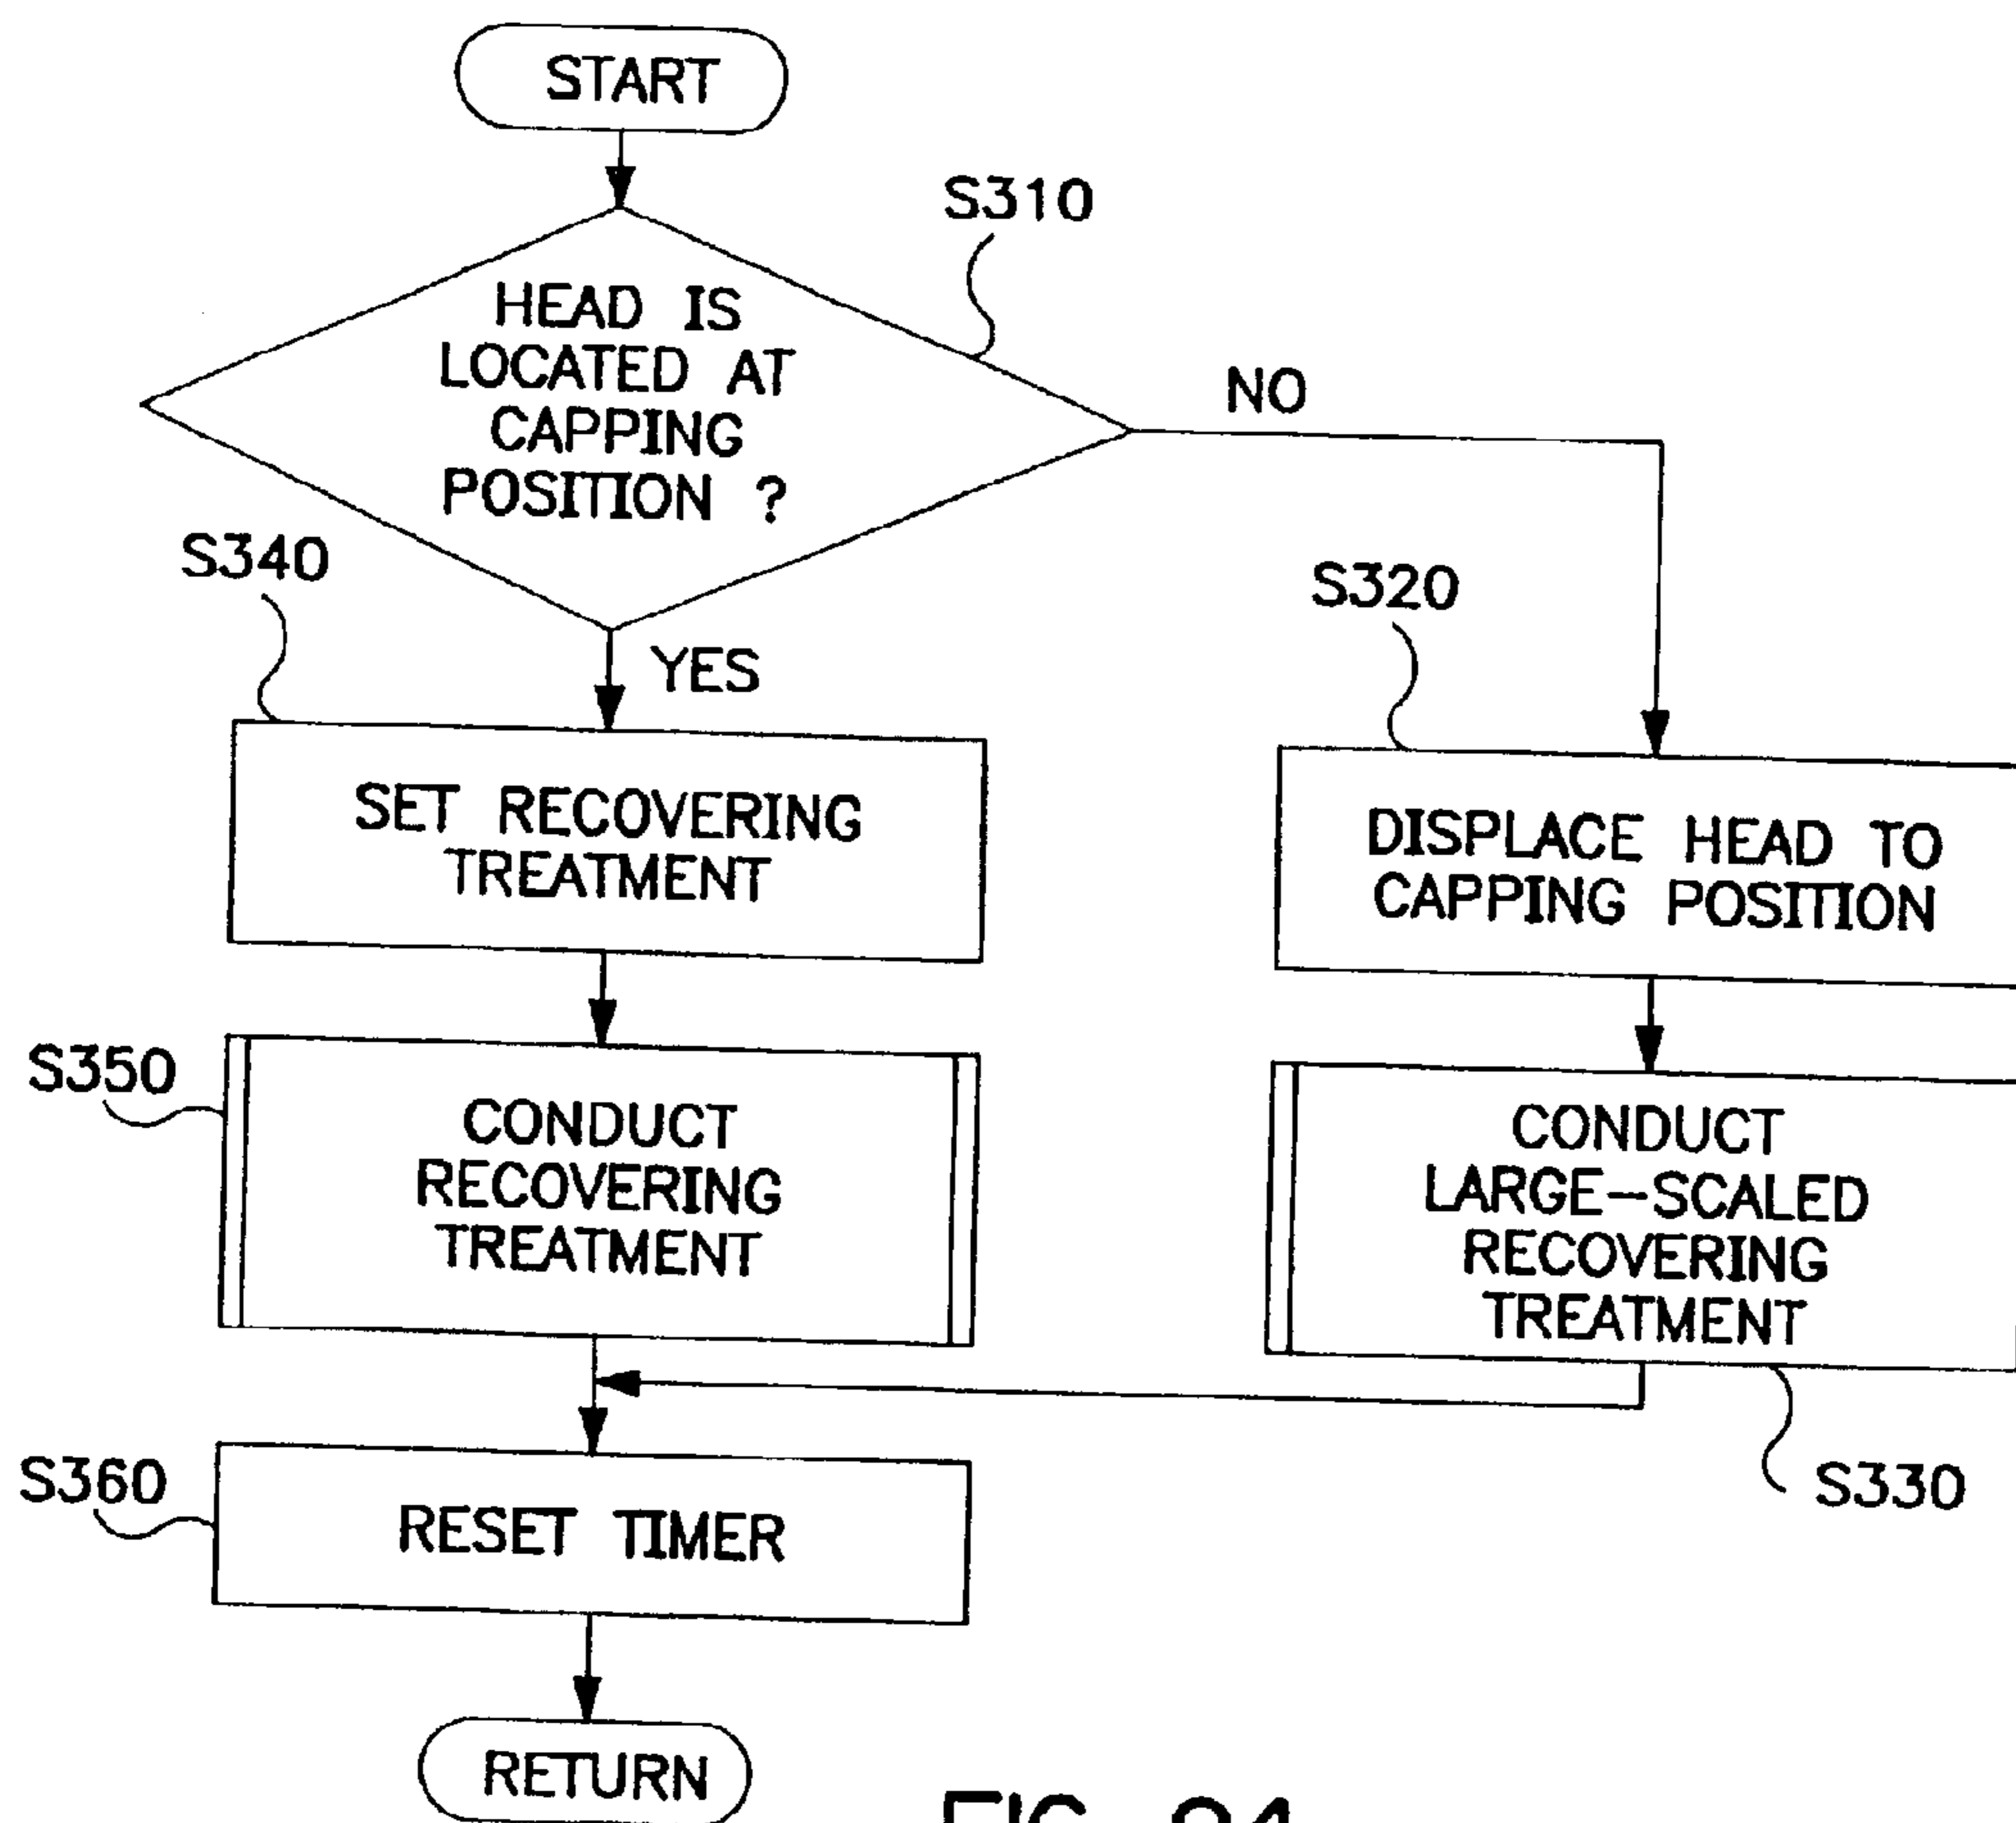 START
S310
HEAD IS
LOCATED AT
CAPPING
POSITION ?
NO
S340
YES
S320
SET RECOVERING
TREATMENT
DISPLACE HEAD TO
CAPPING POSITION
S350
CONDUCT
RECOVERING
TREATMENT
CONDUCT
LARGE-SCALED
RECOVERING
TREATMENT
S360
RESET TIMER
S330
RETURN
FIG.